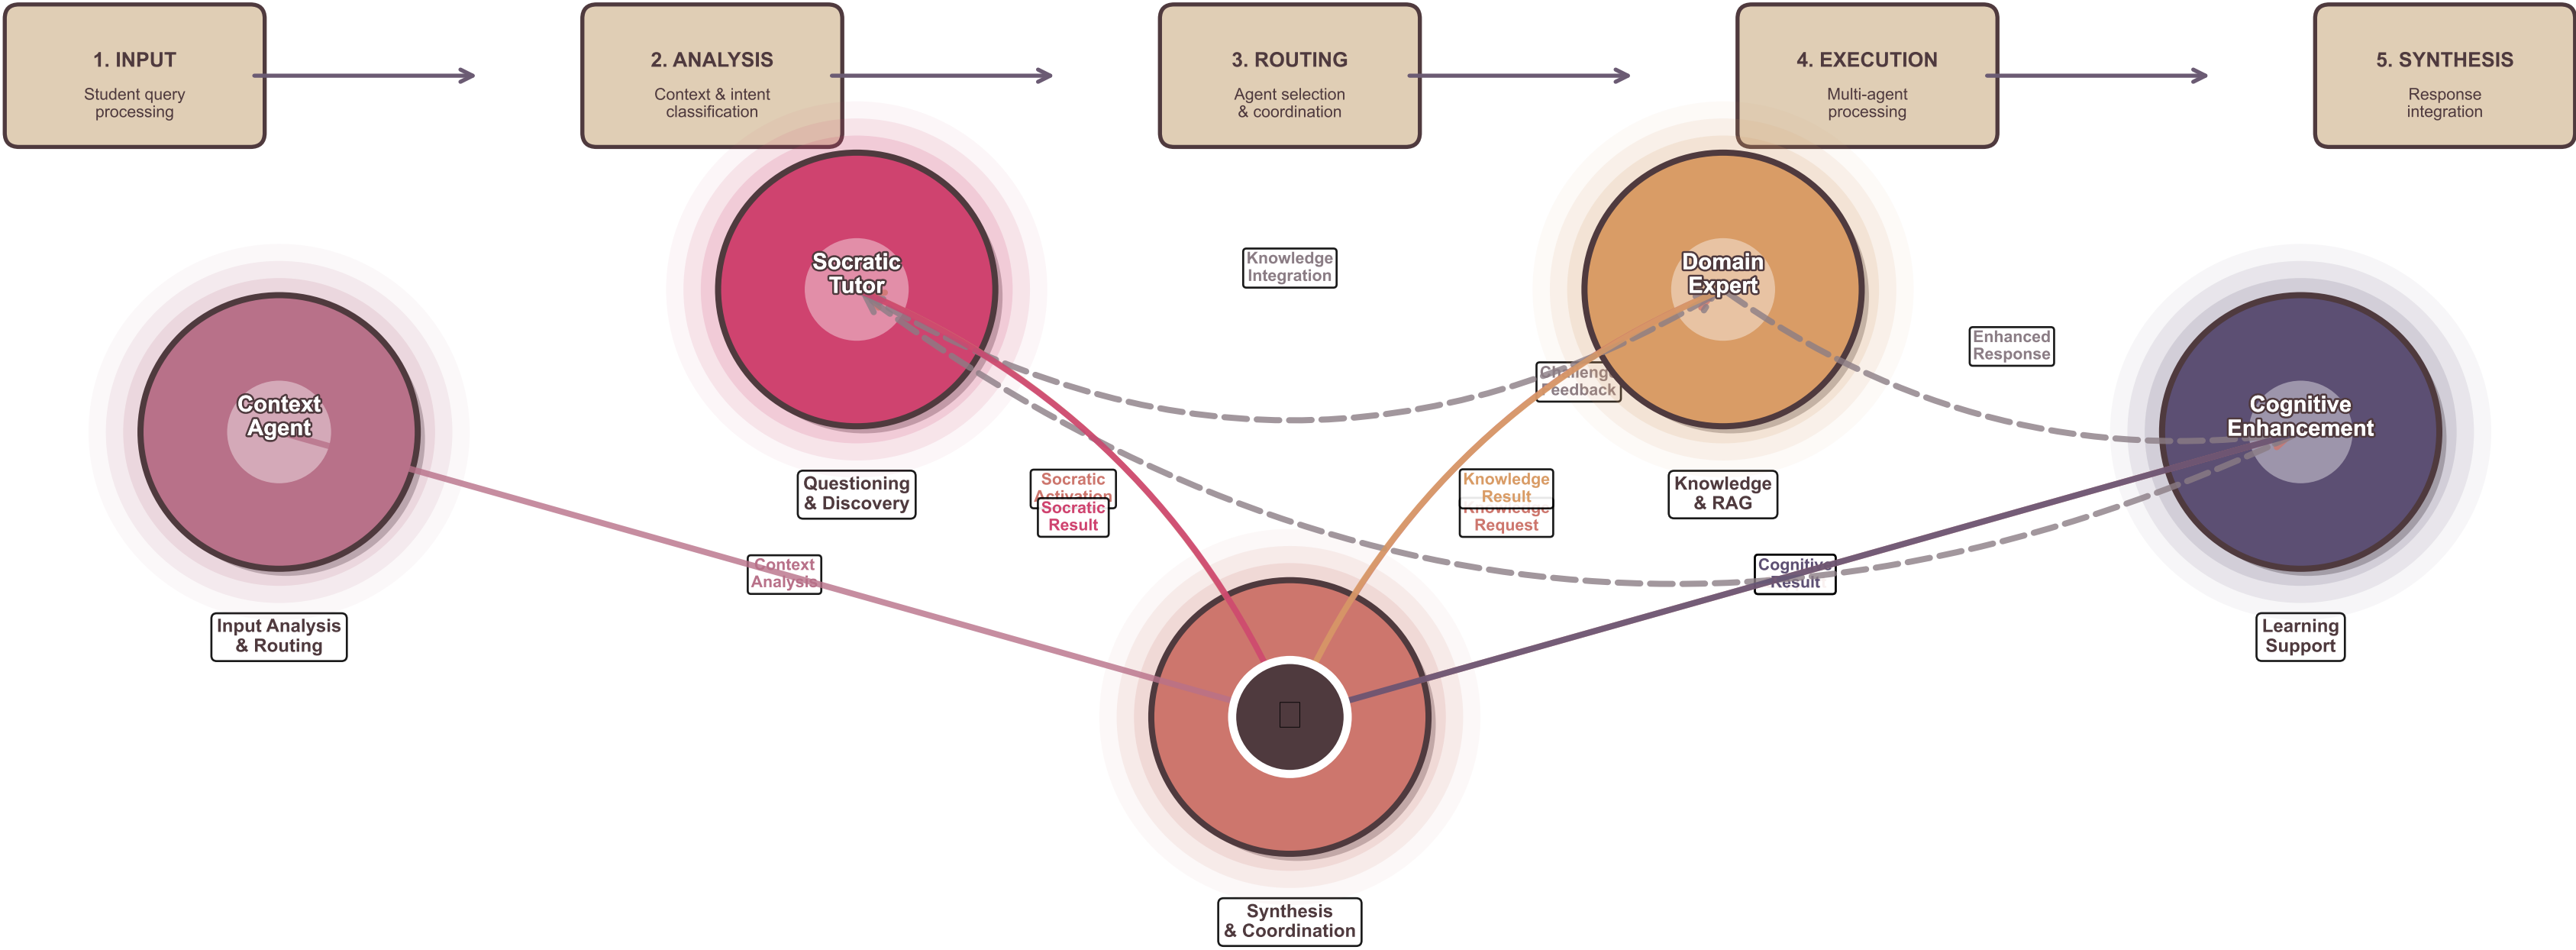 1. INPUT
Student query
processing
2. ANALYSIS
Context & intent
classification
3. ROUTING
Agent selection
& coordination
4. EXECUTION
Multi-agent
processing
5. SYNTHESIS
Response
integration
Socratic
Tutor
Knowledge
Integration
Domain
Expert
Enhanced
Response
Context
Agent
Challenge
Feedback
Cognitive
Enhancement
Questioning
& Discovery
Socratic
Activation
Socratic
Result
Knowledge
Result
Knowledge
Request
Knowledge
& RAG
Context
Analysis
Cognitive
Result
Input Analysis
& Routing
Learning
Support
Synthesis
& Coordination